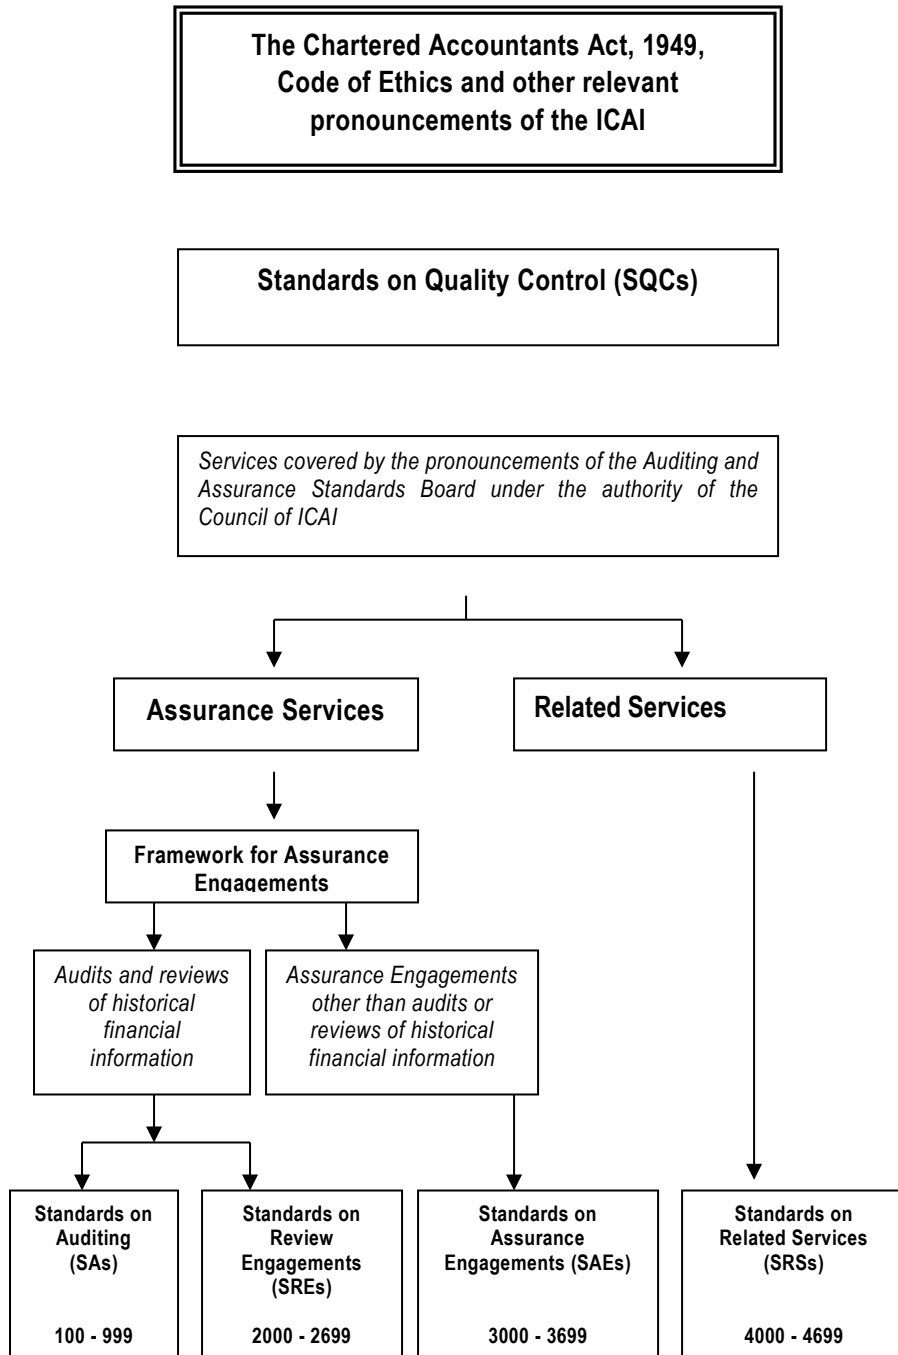 The Chartered Accountants Act, 1949,
Code of Ethics and other relevant
pronouncements of the ICAI
Standards on Quality Control (SQCs)
Services covered by the pronouncements of the Auditing and
Assurance Standards Board under the authority of the
Council of ICAI
Assurance Services
Related Services
Framework for Assurance
Engagements
Audits and reviews
of historical
financial
information
Assurance Engagements
other than audits or
reviews of historical
financial information
Standards on
Auditing
(SAs)
100 - 999
Standards on
Review
Engagements
(SREs)
2000 - 2699
Standards on
Assurance
Engagements (SAEs)
3000 - 3699
Standards on
Related Services
(SRSs)
4000 - 4699